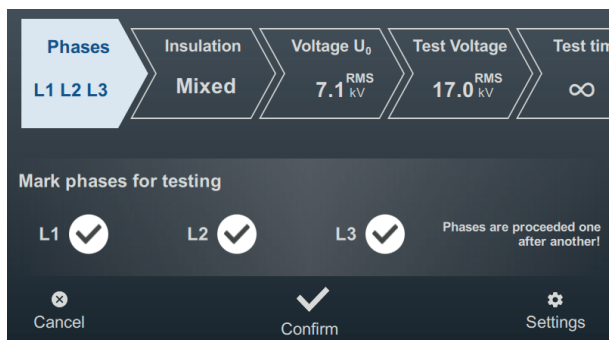 Phases
Insulation
Voltage U₀
Test Voltage
Test tim
L1 L2 L3
Mixed
7.1 RMS kV
17.0 RMS kV
∞
Mark phases for testing
L1
L2
L3
Phases are proceeded one
after another!
Cancel
Confirm
Settings